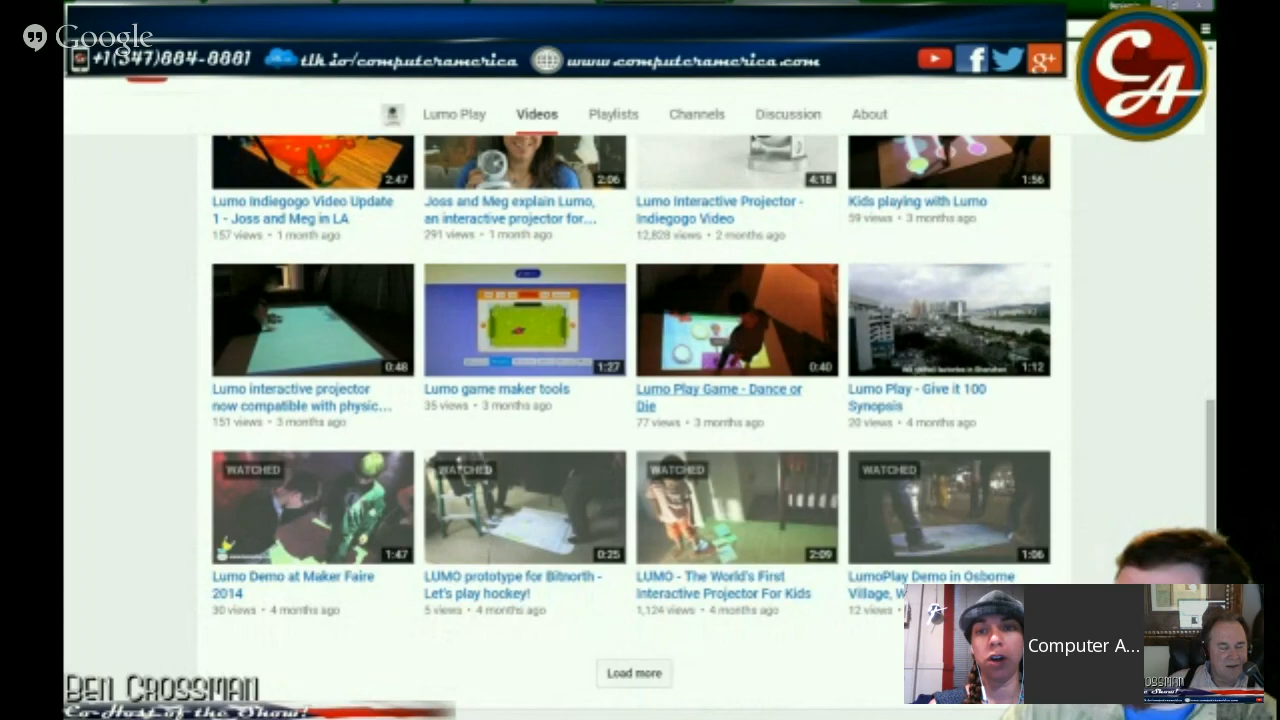 Google
+1(347)884-8881 tlk.io/computeramerica www.computeramerica.com
g+
CA
Lumo Play Videos Playlists Channels Discussion About
2:47 2:06 4:18 1:56
Lumo Indiegogo Video Update
1 - Joss and Meg in LA
157 views • 1 month ago
Joss and Meg explain Lumo,
an interactive projector for...
291 views • 1 month ago
Lumo Interactive Projector -
Indiegogo Video
12,828 views • 2 months ago
Kids playing with Lumo
59 views • 3 months ago
0:48 1:27 0:40 1:12
Lumo interactive projector
now compatible with physic...
151 views • 3 months ago
Lumo game maker tools
35 views • 3 months ago
Lumo Play Game - Dance or
Die
77 views • 3 months ago
Lumo Play - Give it 100
Synopsis
20 views • 4 months ago
WATCHED WATCHED WATCHED WATCHED
1:47 0:25 2:09 1:06
Lumo Demo at Maker Faire
2014
30 views • 4 months ago
LUMO prototype for Bitnorth -
Let's play hockey!
5 views • 4 months ago
LUMO - The World's First
Interactive Projector For Kids
1,124 views • 4 months ago
LumoPlay Demo in Osborne
Village, W
12 views
Load more
Computer A...
Ben Crossman
Co-Host of the Show!